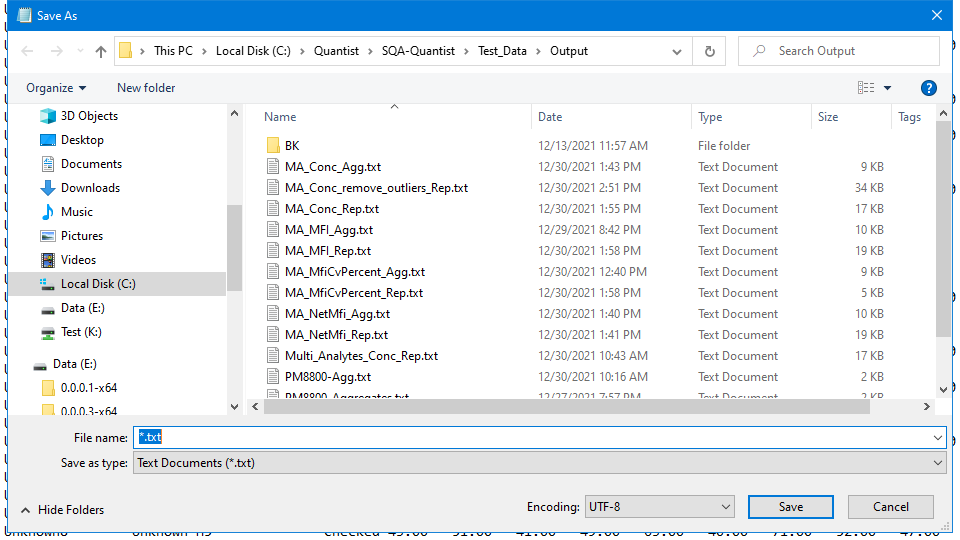 Save As
This PC > Local Disk (C:) > Quantist > SQA-Quantist > Test_Data > Output
Search Output
Organize
New folder
?
3D Objects
Desktop
Documents
Downloads
Music
Pictures
Videos
Local Disk (C:)
Data (E:)
Test (K:)
Data (E:)
0.0.0.1-x64
0.0.0.3-x64
Name Date Type Size Tags
BK 12/13/2021 11:57 AM File folder
MA_Conc_Agg.txt 12/30/2021 1:43 PM Text Document 9 KB
MA_Conc_remove_outliers_Rep.txt 12/30/2021 2:51 PM Text Document 34 KB
MA_Conc_Rep.txt 12/30/2021 1:55 PM Text Document 17 KB
MA_MFI_Agg.txt 12/29/2021 8:42 PM Text Document 10 KB
MA_MFI_Rep.txt 12/30/2021 1:58 PM Text Document 19 KB
MA_MfiCvPercent_Agg.txt 12/30/2021 12:40 PM Text Document 9 KB
MA_MfiCvPercent_Rep.txt 12/30/2021 1:58 PM Text Document 5 KB
MA_NetMfi_Agg.txt 12/30/2021 1:40 PM Text Document 10 KB
MA_NetMfi_Rep.txt 12/30/2021 1:41 PM Text Document 19 KB
Multi_Analytes_Conc_Rep.txt 12/30/2021 10:43 AM Text Document 17 KB
PM8800-Agg.txt 12/30/2021 10:16 AM Text Document 2 KB
PM8800-Aggregates.txt 12/27/2021 7:57 PM Text Document 2 KB
File name: *.txt
Save as type: Text Documents (*.txt)
Hide Folders
Encoding: UTF-8
Save
Cancel